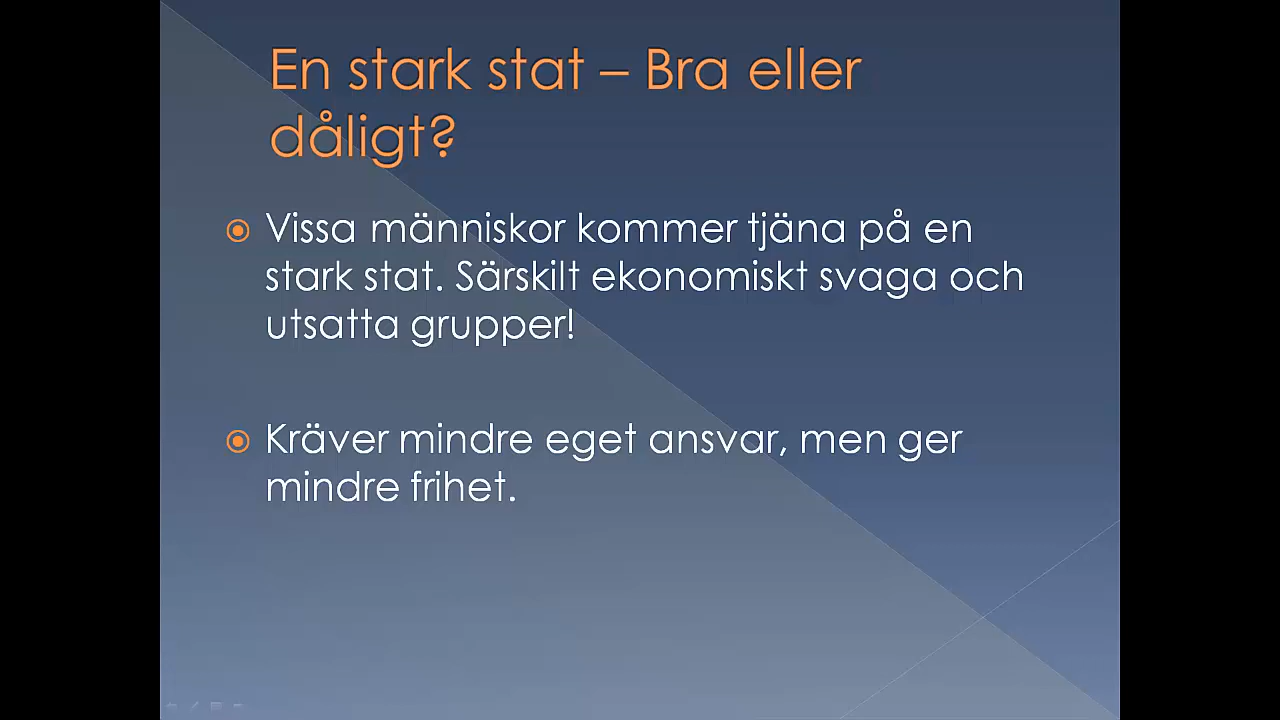 En stark stat – Bra eller
dåligt?
Vissa människor kommer tjäna på en
stark stat. Särskilt ekonomiskt svaga och
utsatta grupper!
Kräver mindre eget ansvar, men ger
mindre frihet.